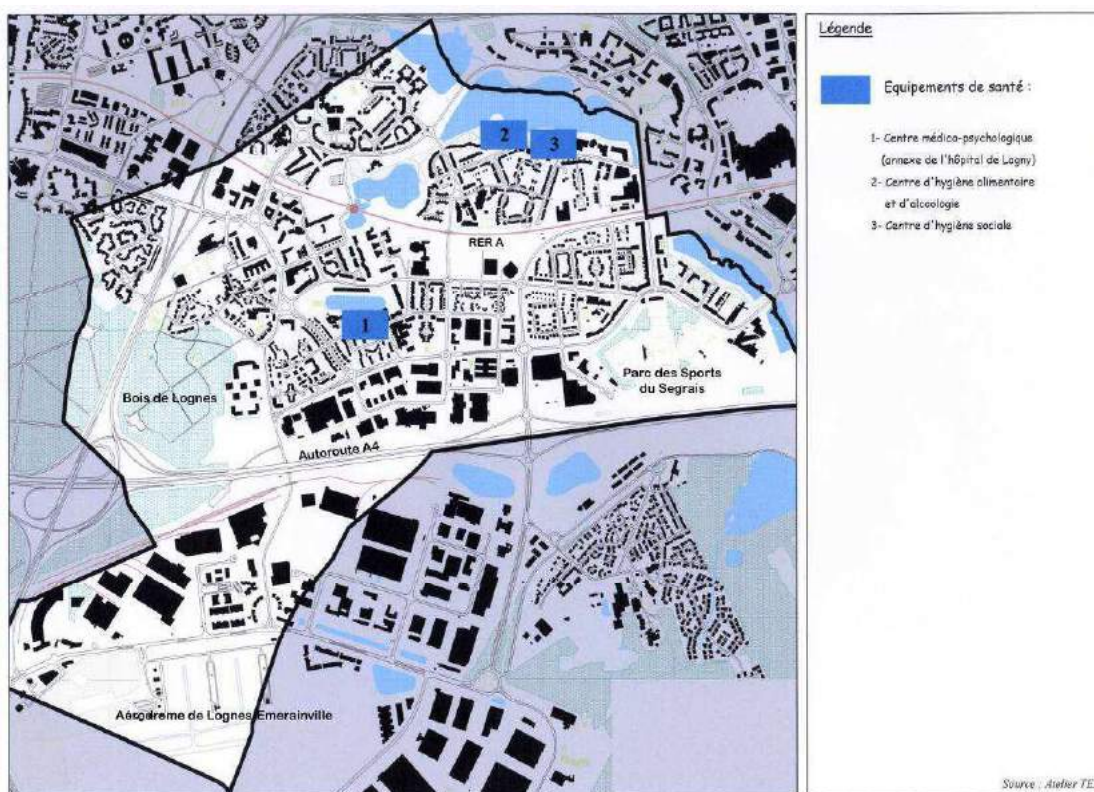 2
3
RER A
1
Bois de Lognes
Parc des Sports
du Segrais
Autoroute A4
Aérodrome de Lognes Emerainville
Légende
Equipements de santé :
1- Centre médico-psychologique
(annexe de l'hôpital de Lagny)
2- Centre d'hygiène alimentaire
et d'alcoologie
3- Centre d'hygiène sociale
Source : Atelier TE